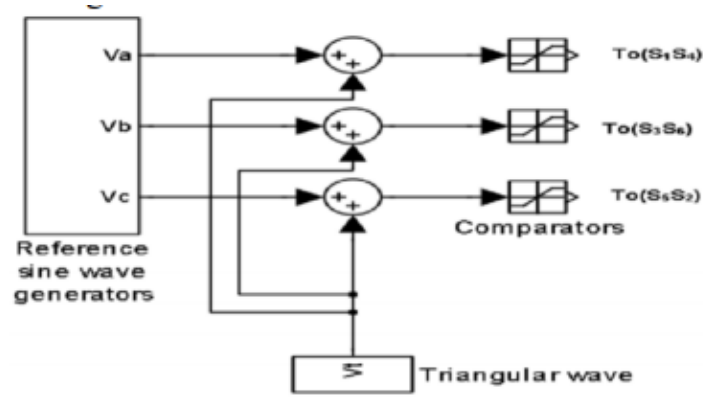 Va
+
+
To(S₁S₄)
Vb
+
+
To(S₃S₆)
Vc
+
+
To(S₅S₂)
Comparators
Reference
sine wave
generators
Triangular wave